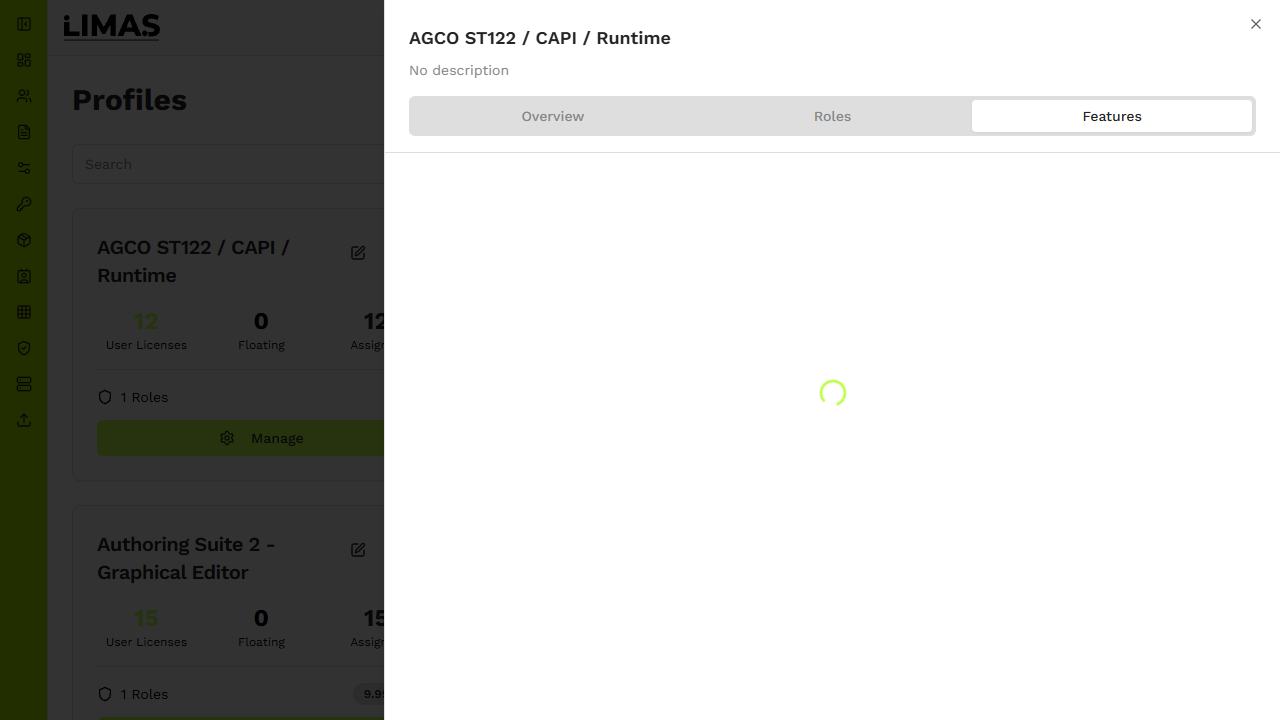 LIMAS
Profiles
Search
AGCO ST122 / CAPI /
Runtime
12
0
User Licenses
Floating
1 Roles
Manage
Authoring Suite 2 -
Graphical Editor
15
0
User Licenses
Floating
1 Roles
AGCO ST122 / CAPI / Runtime
No description
Overview
Roles
Features